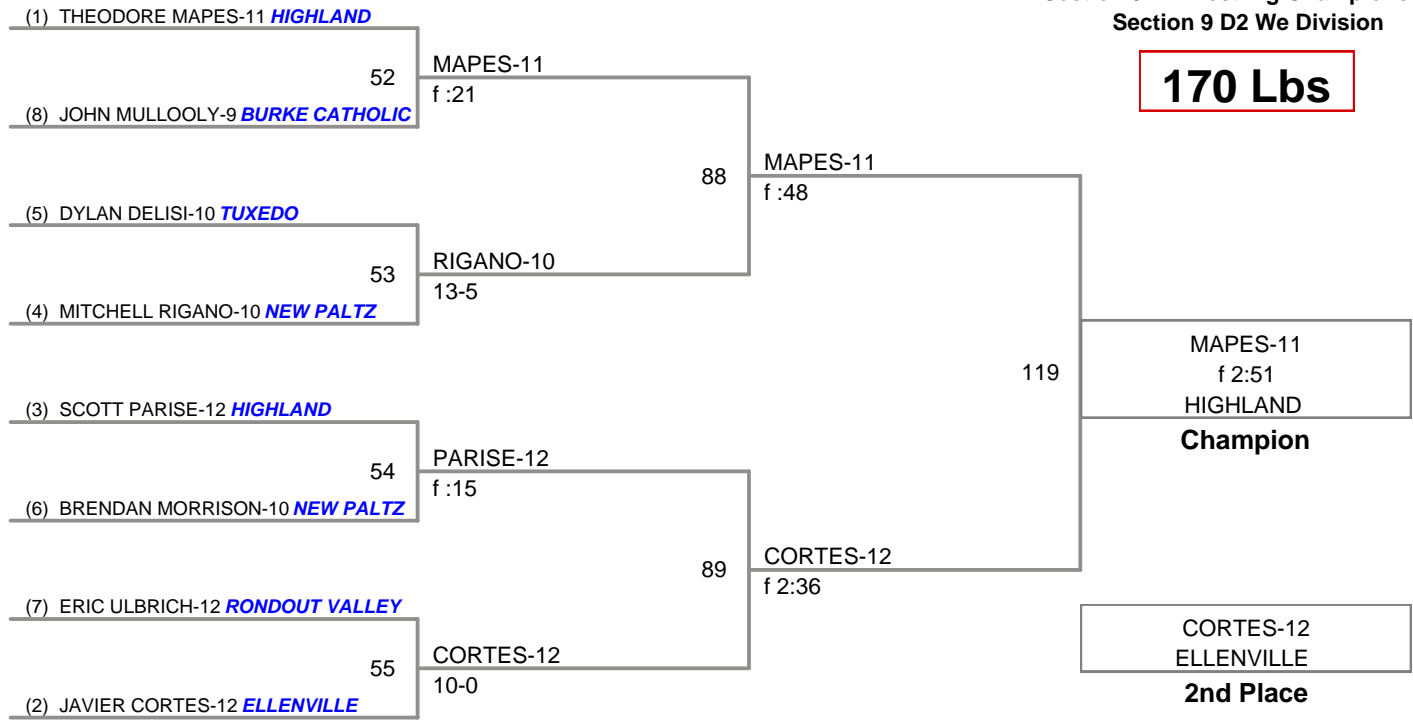 Section 9 D2 We Division
170 Lbs
(1) THEODORE MAPES-11 HIGHLAND
52
MAPES-11
f :21
(8) JOHN MULLOOLY-9 BURKE CATHOLIC
88
MAPES-11
f :48
(5) DYLAN DELISI-10 TUXEDO
53
RIGANO-10
13-5
(4) MITCHELL RIGANO-10 NEW PALTZ
119
MAPES-11
f 2:51
HIGHLAND
Champion
(3) SCOTT PARISE-12 HIGHLAND
54
PARISE-12
f :15
(6) BRENDAN MORRISON-10 NEW PALTZ
89
CORTES-12
f 2:36
(7) ERIC ULBRICH-12 RONDOUT VALLEY
55
CORTES-12
10-0
(2) JAVIER CORTES-12 ELLENVILLE
CORTES-12
ELLENVILLE
2nd Place